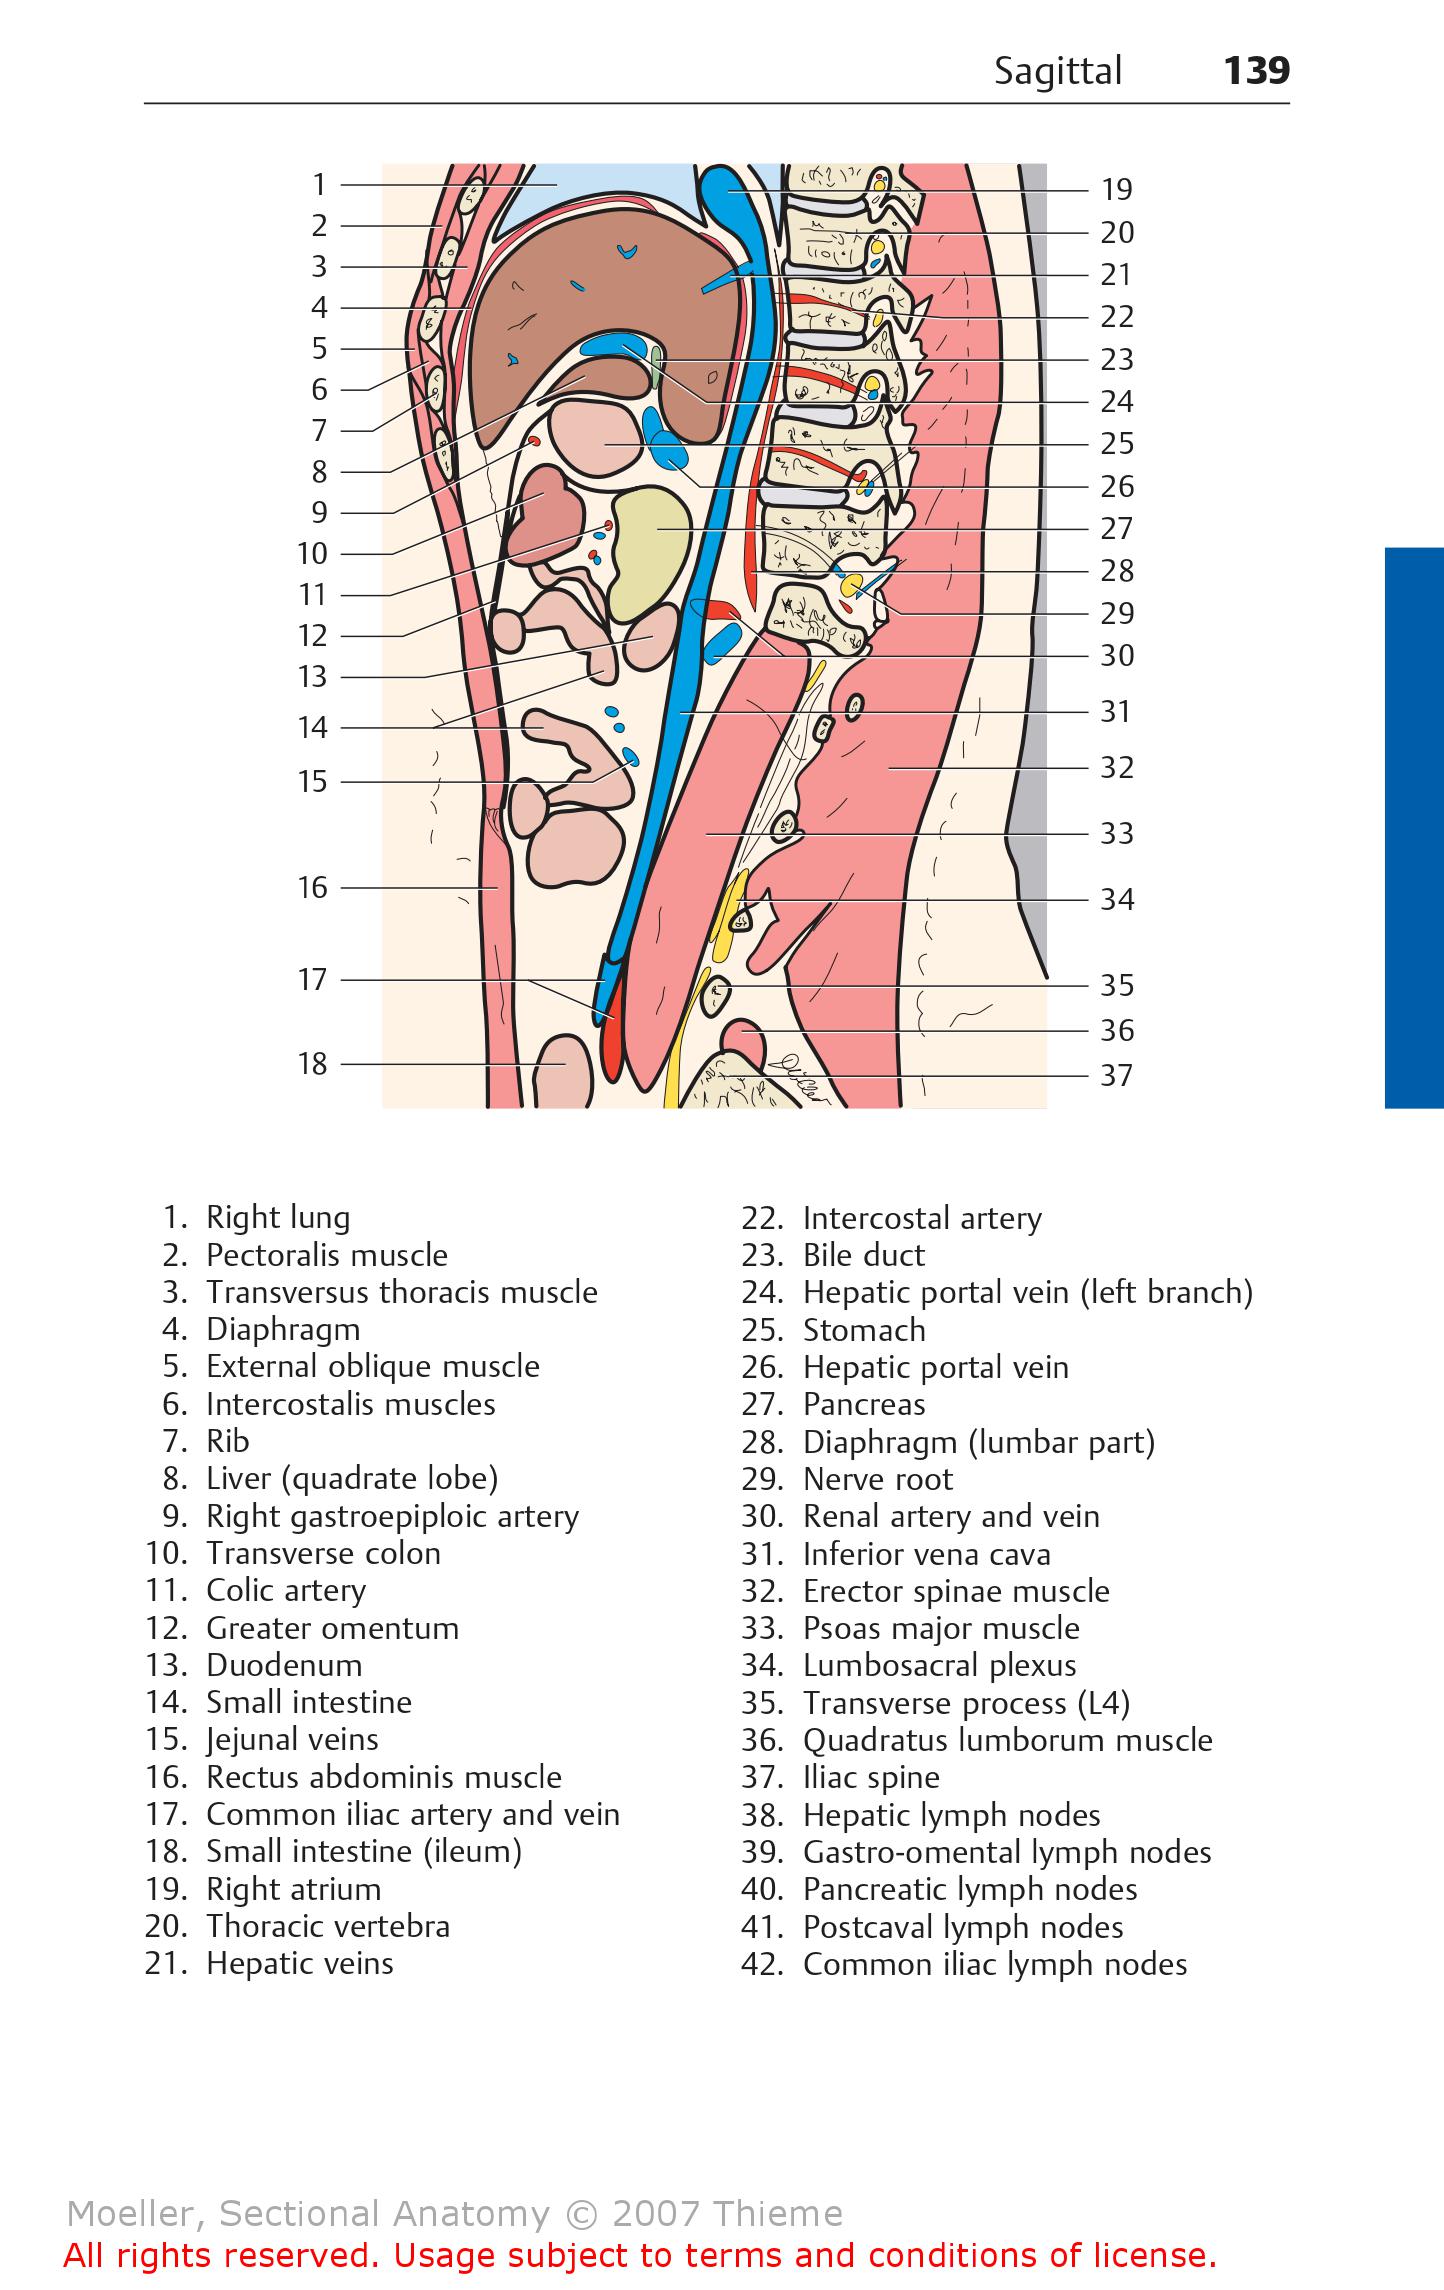 Sagittal 139
1
2
3
4
5
6
7
8
9
10
11
12
13
14
15
16
17
18
19
20
21
22
23
24
25
26
27
28
29
30
31
32
33
34
35
36
37
1. Right lung
2. Pectoralis muscle
3. Transversus thoracis muscle
4. Diaphragm
5. External oblique muscle
6. Intercostalis muscles
7. Rib
8. Liver (quadrate lobe)
9. Right gastroepiploic artery
10. Transverse colon
11. Colic artery
12. Greater omentum
13. Duodenum
14. Small intestine
15. Jejunal veins
16. Rectus abdominis muscle
17. Common iliac artery and vein
18. Small intestine (ileum)
19. Right atrium
20. Thoracic vertebra
21. Hepatic veins
22. Intercostal artery
23. Bile duct
24. Hepatic portal vein (left branch)
25. Stomach
26. Hepatic portal vein
27. Pancreas
28. Diaphragm (lumbar part)
29. Nerve root
30. Renal artery and vein
31. Inferior vena cava
32. Erector spinae muscle
33. Psoas major muscle
34. Lumbosacral plexus
35. Transverse process (L4)
36. Quadratus lumborum muscle
37. Iliac spine
38. Hepatic lymph nodes
39. Gastro-omental lymph nodes
40. Pancreatic lymph nodes
41. Postcaval lymph nodes
42. Common iliac lymph nodes
Moeller, Sectional Anatomy © 2007 Thieme
All rights reserved. Usage subject to terms and conditions of license.